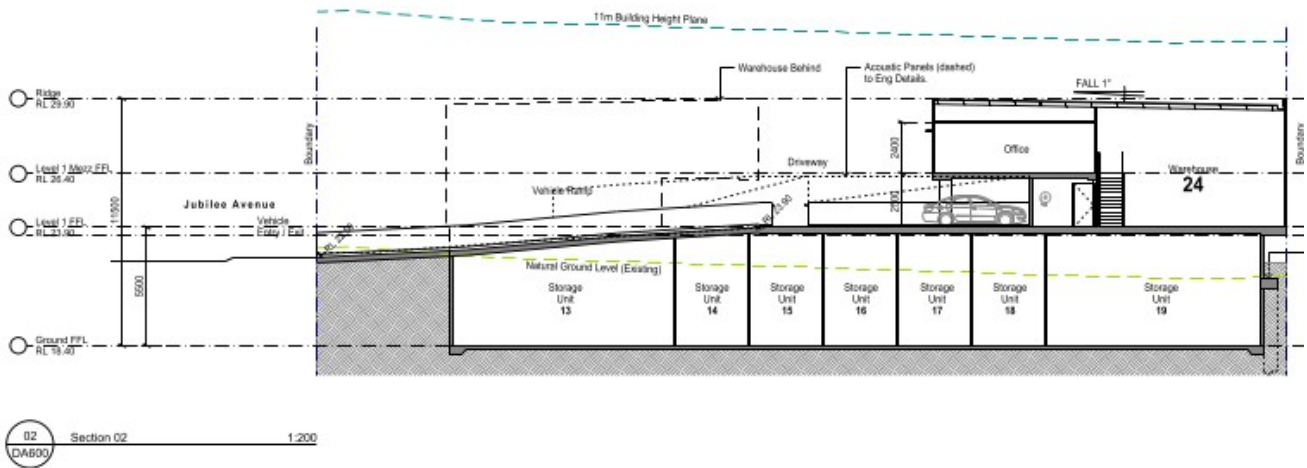 11m Building Height Plane
Warehouse Behind
Acoustic Panels (dashed)
to Eng Details.
FALL 1°
Ridge
RL 29.90
Boundary
Boundary
2400
Office
Level 1 Mezz FFL
RL 26.40
Driveway
Vehicle Ramp
Warehouse
24
11500
Jubilee Avenue
Vehicle
Entry / Exit
Level 1 FFL
RL 23.90
RL 23.90
Natural Ground Level (Existing)
5500
Storage
Unit
13
Storage
Unit
14
Storage
Unit
15
Storage
Unit
16
Storage
Unit
17
Storage
Unit
18
Storage
Unit
19
Ground FFL
RL 18.40
02
DA600
Section 02
1:200